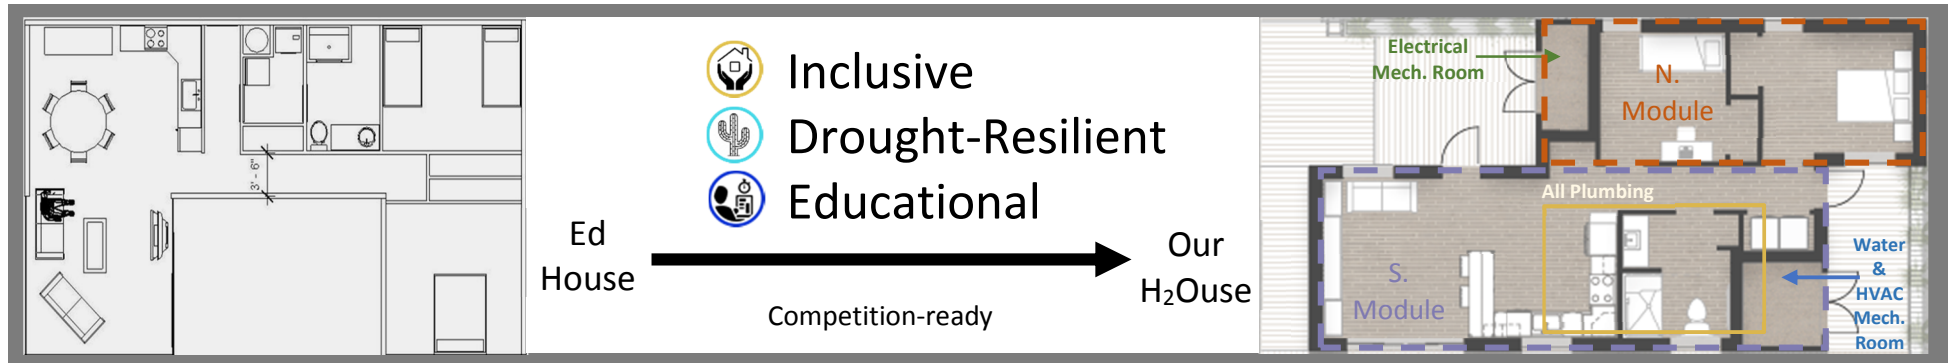 3' - 6"
Inclusive
Drought-Resilient
Educational
Ed
House
Competition-ready
Our
H₂Ouse
Electrical
Mech. Room
N.
Module
All Plumbing
S.
Module
Water
&
HVAC
Mech.
Room